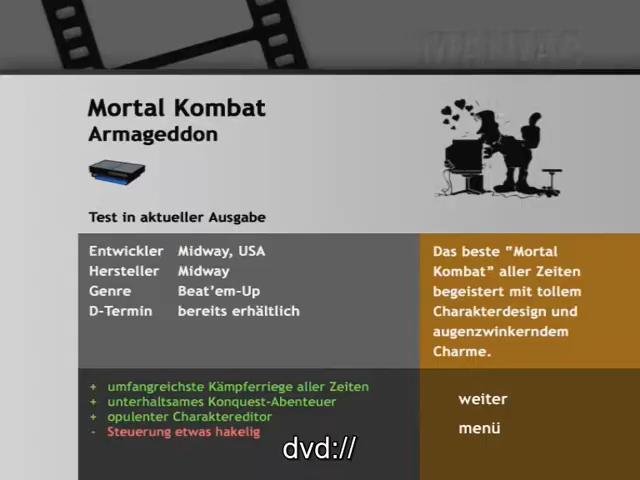 MANIAC
Mortal Kombat
Armageddon
Test in aktueller Ausgabe
Entwickler Midway, USA
Hersteller Midway
Genre Beat'em-Up
D-Termin bereits erhältlich
Das beste "Mortal
Kombat" aller Zeiten
begeistert mit tollem
Charakterdesign und
augenzwinkerndem
Charme.
+ umfangreichste Kämpferriege aller Zeiten
+ unterhaltsames Konquest-Abenteuer
+ opulenter Charaktereditor
- Steuerung etwas hakelig
weiter
menü
dvd://